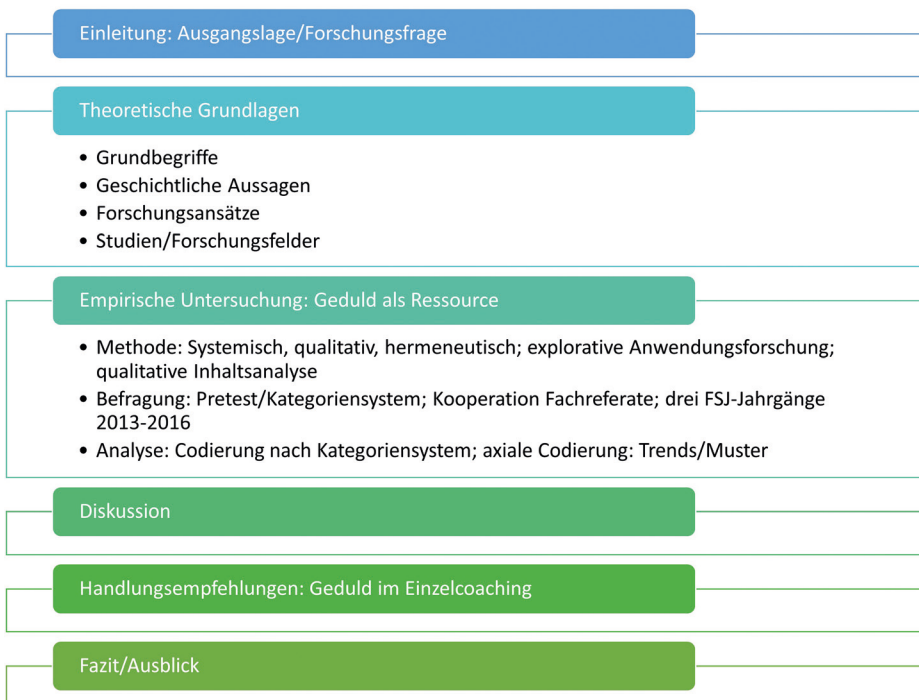 Einleitung: Ausgangslage/Forschungsfrage
Theoretische Grundlagen
• Grundbegriffe
• Geschichtliche Aussagen
• Forschungsansätze
• Studien/Forschungsfelder
Empirische Untersuchung: Geduld als Ressource
• Methode: Systemisch, qualitativ, hermeneutisch; explorative Anwendungsforschung;
qualitative Inhaltsanalyse
• Befragung: Pretest/Kategoriensystem; Kooperation Fachreferate; drei FSJ-Jahrgänge
2013-2016
• Analyse: Codierung nach Kategoriensystem; axiale Codierung: Trends/Muster
Diskussion
Handlungsempfehlungen: Geduld im Einzelcoaching
Fazit/Ausblick